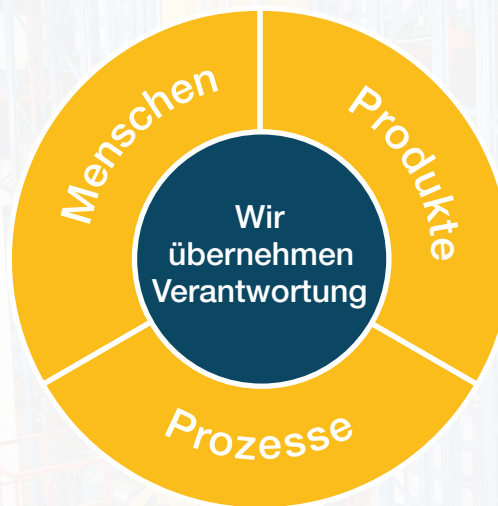 Menschen
Produkte
Wir
übernehmen
Verantwortung
Prozesse